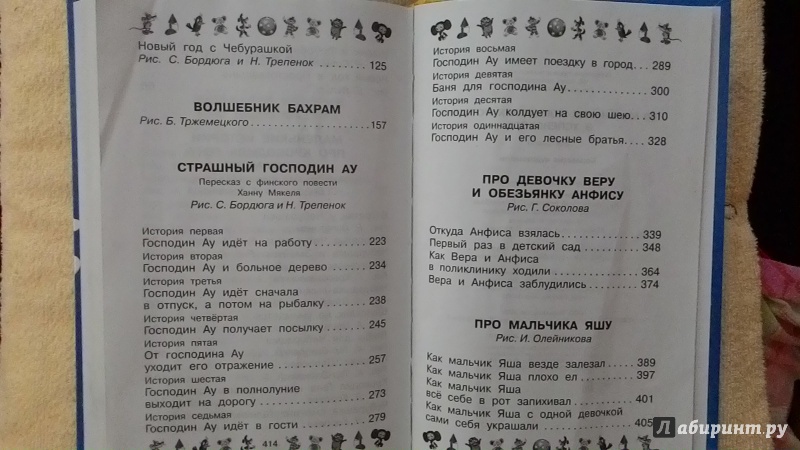 Новый год с Чебурашкой
Рис. С. Бордюга и Н. Трепенок ........ 125
ВОЛШЕБНИК БАХРАМ
Рис. Б. Тржемецкого ........ 157
СТРАШНЫЙ ГОСПОДИН АУ
Пересказ с финского повести
Ханну Мякеля
Рис. С. Бордюга и Н. Трепенок
История первая
Господин Ау идёт на работу ........ 223
История вторая
Господин Ау и больное дерево ........ 234
История третья
Господин Ау идёт сначала
в отпуск, а потом на рыбалку ........ 238
История четвёртая
Господин Ау получает посылку ........ 245
История пятая
От господина Ау
уходит его отражение ........ 257
История шестая
Господин Ау в полнолуние
выходит на дорогу ........ 273
История седьмая
Господин Ау идёт в гости ........ 279
414
История восьмая
Господин Ау имеет поездку в город... 289
История девятая
Баня для господина Ау ........ 300
История десятая
Господин Ау колдует на свою шею.... 310
История одиннадцатая
Господин Ау и его лесные братья.... 328
ПРО ДЕВОЧКУ ВЕРУ
И ОБЕЗЬЯНКУ АНФИСУ
Рис. Г. Соколова
Откуда Анфиса взялась ........ 339
Первый раз в детский сад ........ 348
Как Вера и Анфиса
в поликлинику ходили ........ 364
Вера и Анфиса заблудились ........ 374
ПРО МАЛЬЧИКА ЯШУ
Рис. И. Олейникова
Как мальчик Яша везде залезал ........ 389
Как мальчик Яша плохо ел ........ 397
Как мальчик Яша
всё себе в рот запихивал ........ 401
Как мальчик Яша с одной девочкой
сами себя украшали ........ 405
Лабиринт.ру